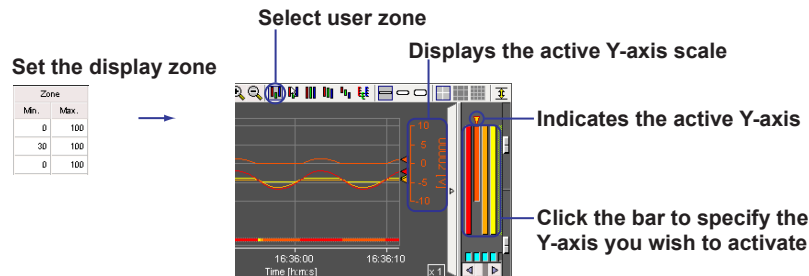 Select user zone
Displays the active Y-axis scale
Set the display zone
Zone
Min. Max.
0 100
30 100
0 100
10
5
0
-5
-10
[V] 00002
Indicates the active Y-axis
Click the bar to specify the
Y-axis you wish to activate
16:36:00 16:36:10
Time [h:m:s]
x 1